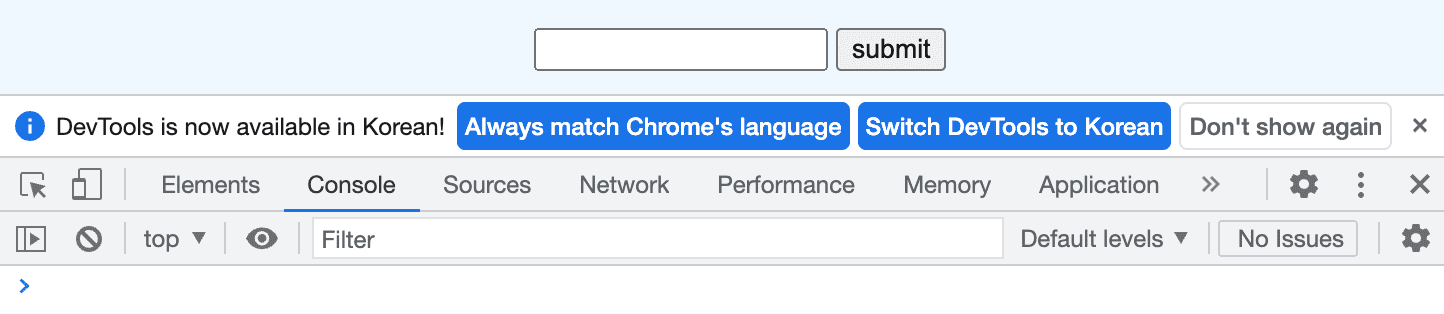 submit
DevTools is now available in Korean! Always match Chrome's language Switch DevTools to Korean Don't show again ×
Elements Console Sources Network Performance Memory Application »
top ▼ Filter Default levels ▼ No Issues
>